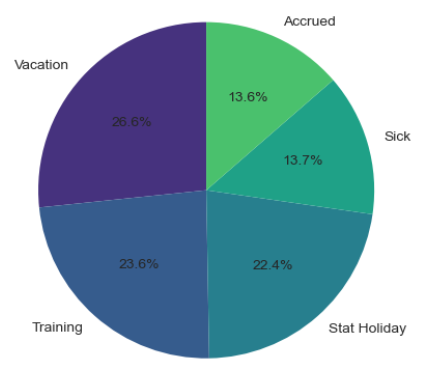 Accrued
Vacation
13.6%
26.6%
Sick
13.7%
23.6%
22.4%
Training
Stat Holiday